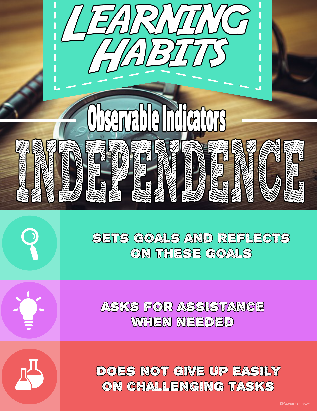 LEARNING
HABITS
Observable Indicators
INDEPENDENCE
SETS GOALS AND REFLECTS
ON THESE GOALS
ASKS FOR ASSISTANCE
WHEN NEEDED
DOES NOT GIVE UP EASILY
ON CHALLENGING TASKS